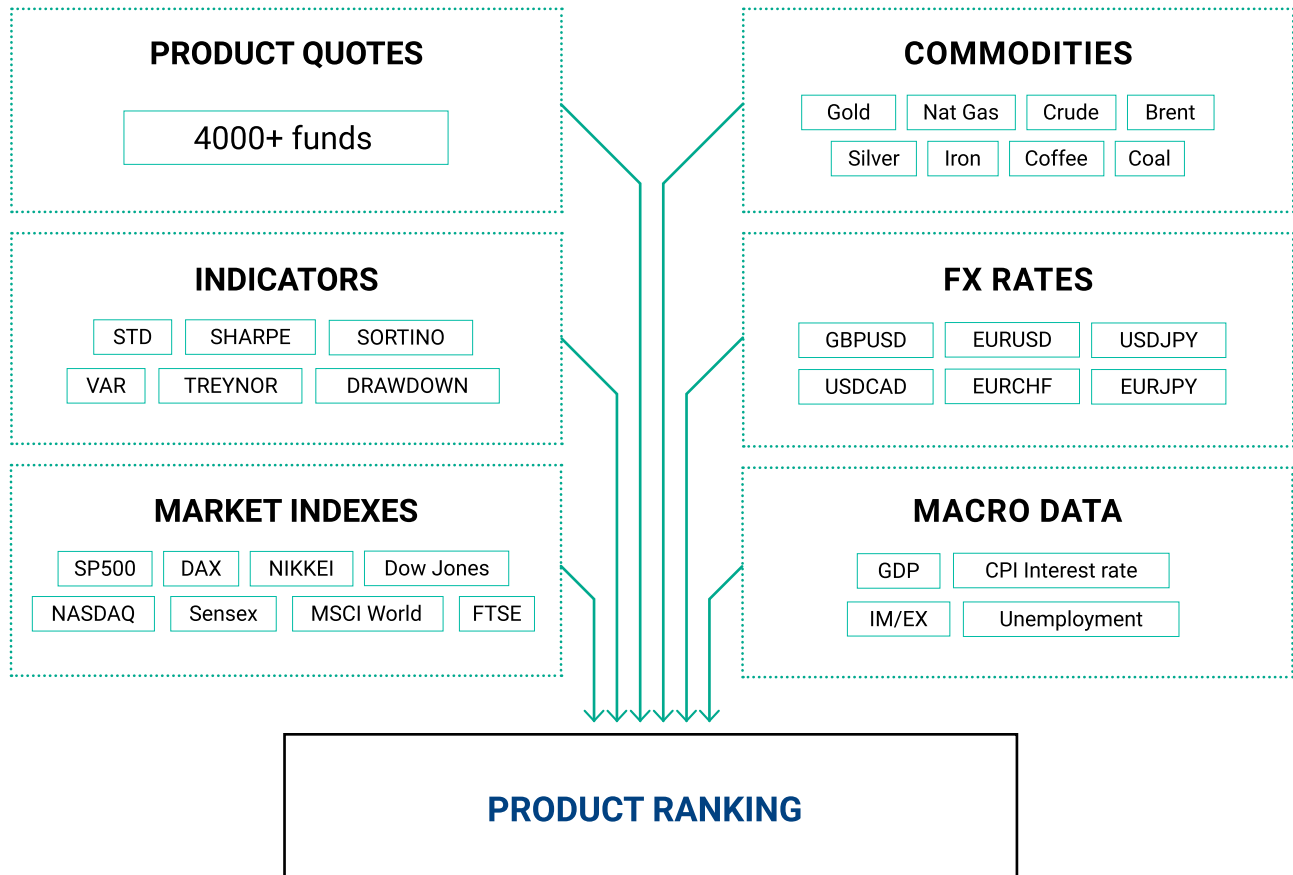 PRODUCT QUOTES
4000+ funds
COMMODITIES
Gold Nat Gas Crude Brent
Silver Iron Coffee Coal
INDICATORS
STD SHARPE SORTINO
VAR TREYNOR DRAWDOWN
FX RATES
GBPUSD EURUSD USDJPY
USDCAD EURCHF EURJPY
MARKET INDEXES
SP500 DAX NIKKEI Dow Jones
NASDAQ Sensex MSCI World FTSE
MACRO DATA
GDP CPI Interest rate
IM/EX Unemployment
PRODUCT RANKING